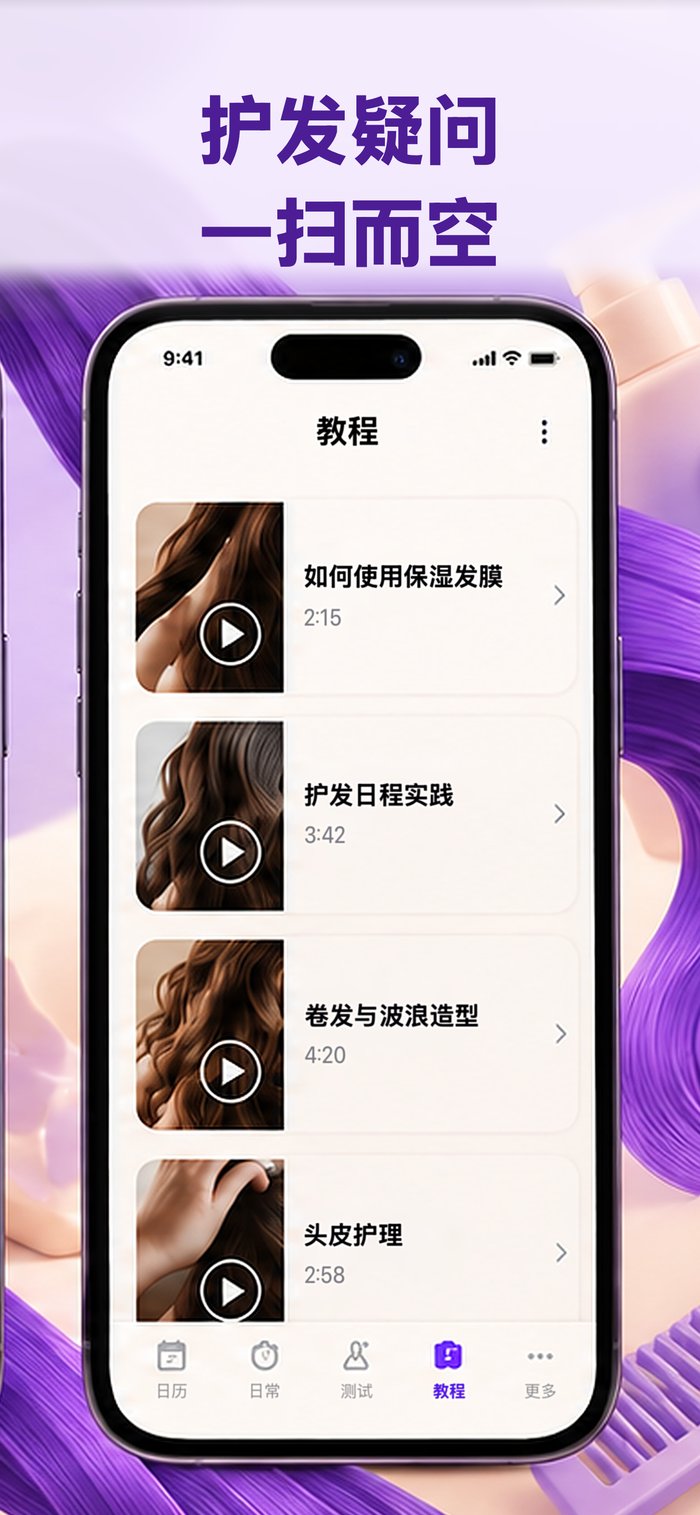 护发疑问
一扫而空
9:41
教程
如何使用保湿发膜
2:15
护发日程实践
3:42
卷发与波浪造型
4:20
头皮护理
2:58
日历
日常
测试
教程
更多